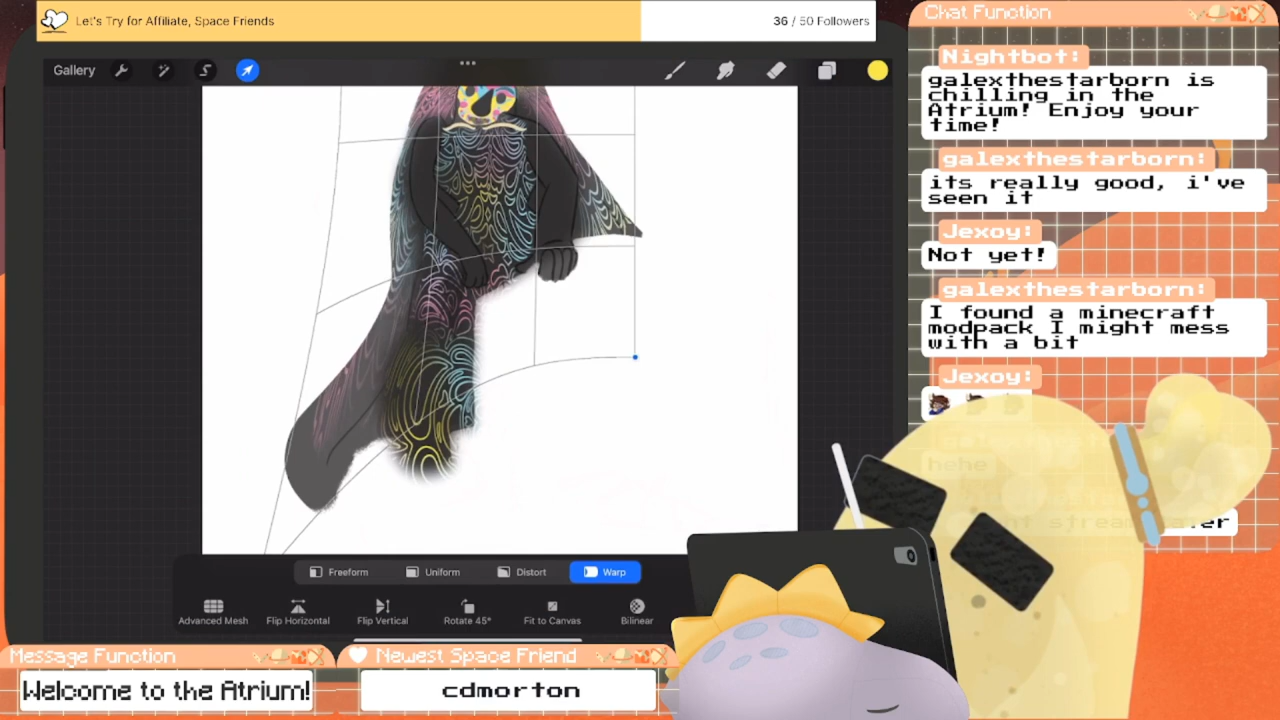 Let's Try for Affiliate, Space Friends
36 / 50 Followers
Gallery
Freeform
Uniform
Distort
Warp
Advanced Mesh
Flip Horizontal
Flip Vertical
Rotate 45°
Fit to Canvas
Bilinear
Chat Function
Nightbot:
galexthestarborn is
chilling in the
Atrium! Enjoy your
time!
galexthestarborn:
its really good, i've
seen it
Jexoy:
Not yet!
galexthestarborn:
I found a minecraft
modpack I might mess
with a bit
Jexoy:
hehe
Message Function
Welcome to the Atrium!
Newest Space Friend
cdmorton